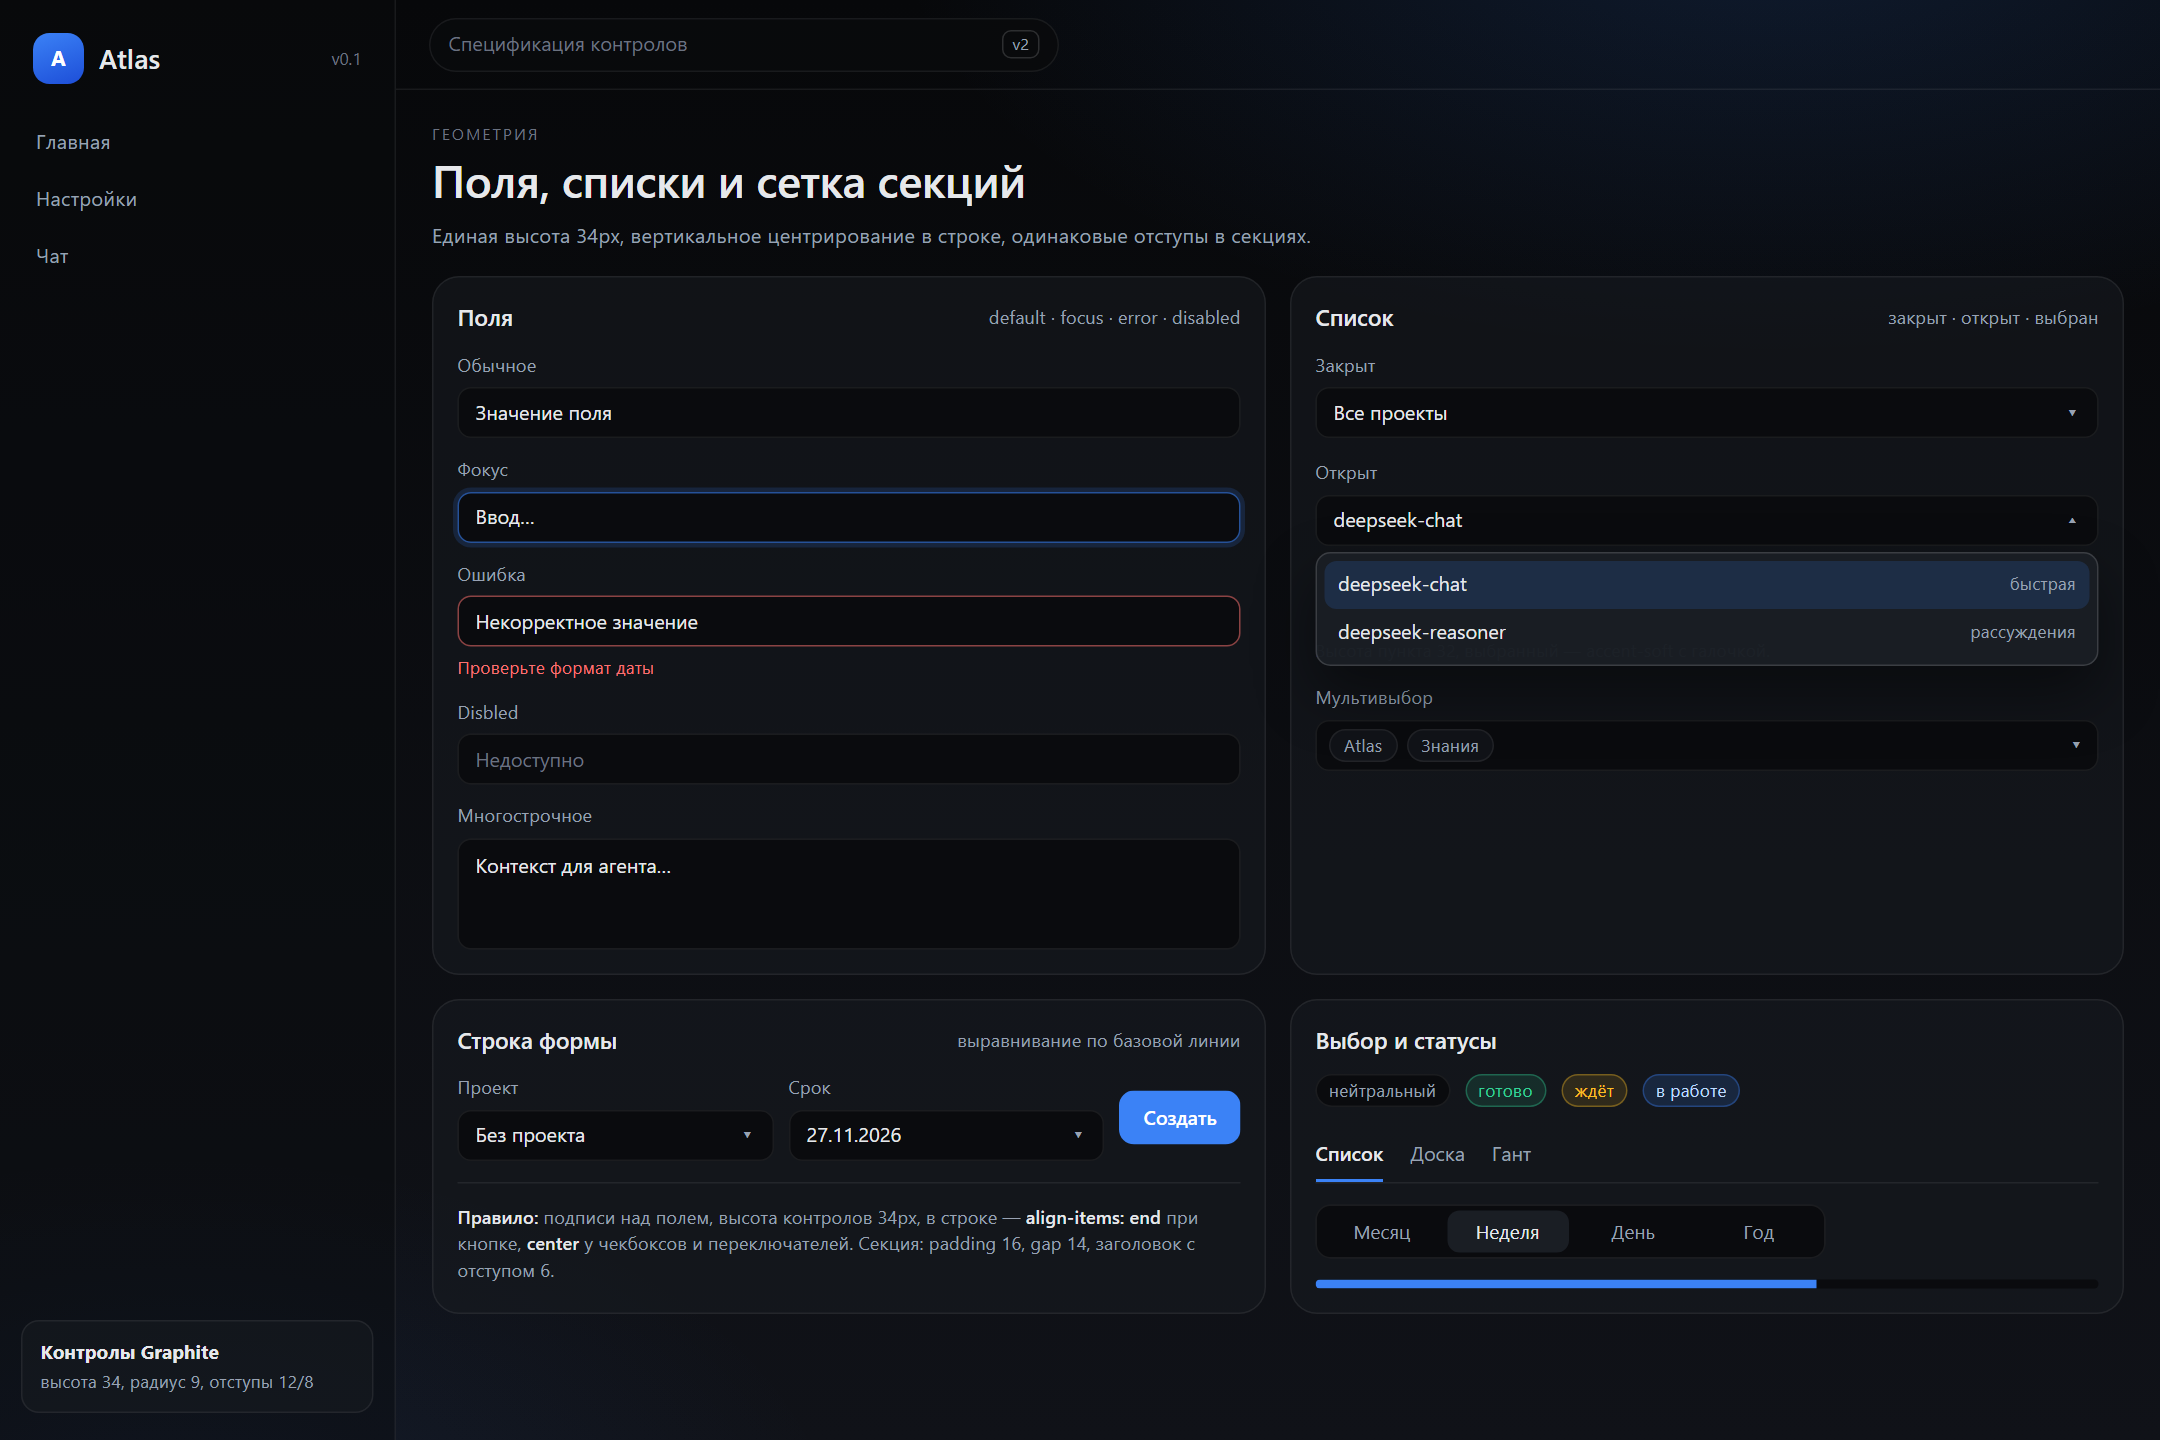 A Atlas v0.1
Главная
Настройки
Чат
Контролы Graphite
высота 34, радиус 9, отступы 12/8
Спецификация контролов v2
ГЕОМЕТРИЯ
Поля, списки и сетка секций
Единая высота 34px, вертикальное центрирование в строке, одинаковые отступы в секциях.
Поля default · focus · error · disabled
Обычное
Значение поля
Фокус
Ввод...
Ошибка
Некорректное значение
Проверьте формат даты
Disbled
Недоступно
Многострочное
Контекст для агента...
Список закрыт · открыт · выбран
Закрыт
Все проекты
Открыт
deepseek-chat
deepseek-chat быстрая
deepseek-reasoner рассуждения
Мультивыбор
Atlas Знания
Строка формы выравнивание по базовой линии
Проект Срок
Без проекта 27.11.2026 Создать
Правило: подписи над полем, высота контролов 34px, в строке — align-items: end при
кнопке, center у чекбоксов и переключателей. Секция: padding 16, gap 14, заголовок с
отступом 6.
Выбор и статусы
нейтральный готово ждёт в работе
Список Доска Гант
Месяц Неделя День Год